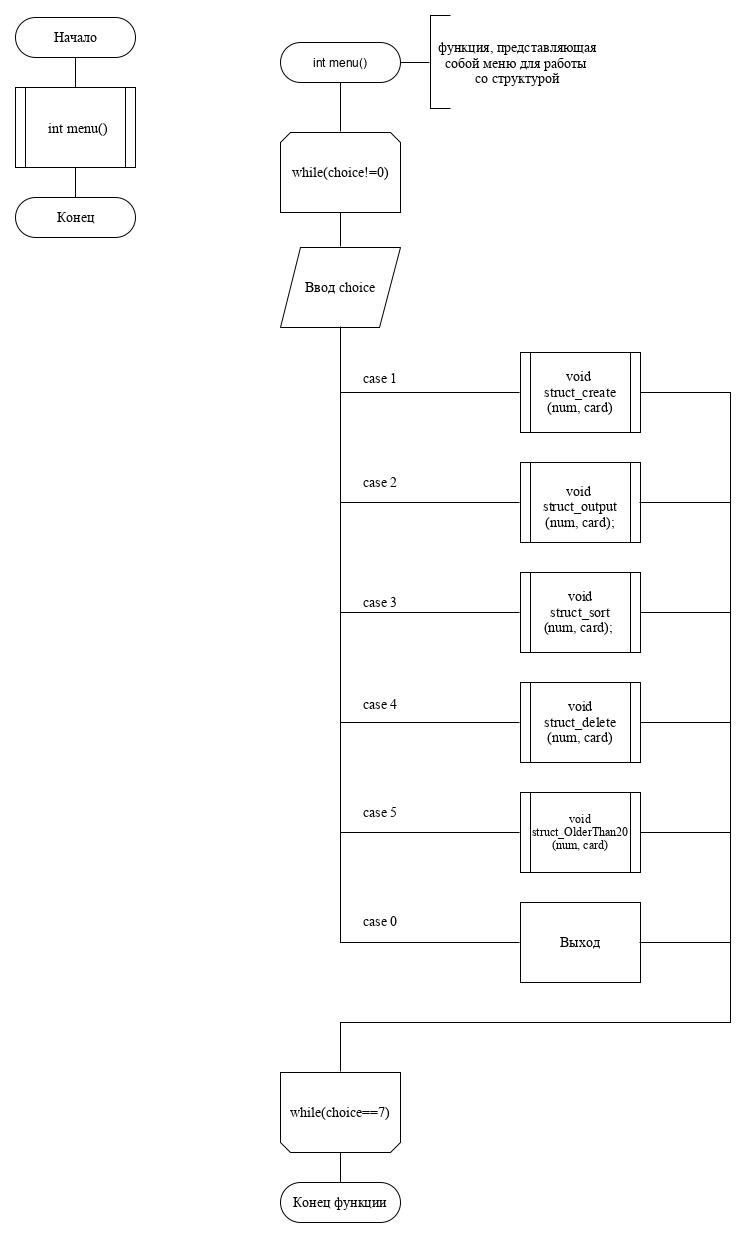 Начало
int menu()
Конец
int menu()
функция, представляющая
собой меню для работы
со структурой
while(choice!=0)
Ввод choice
case 1
void
struct_create
(num, card)
case 2
void
struct_output
(num, card);
case 3
void
struct_sort
(num, card);
case 4
void
struct_delete
(num, card)
case 5
void
struct_OlderThan20
(num, card)
case 0
Выход
while(choice==7)
Конец функции